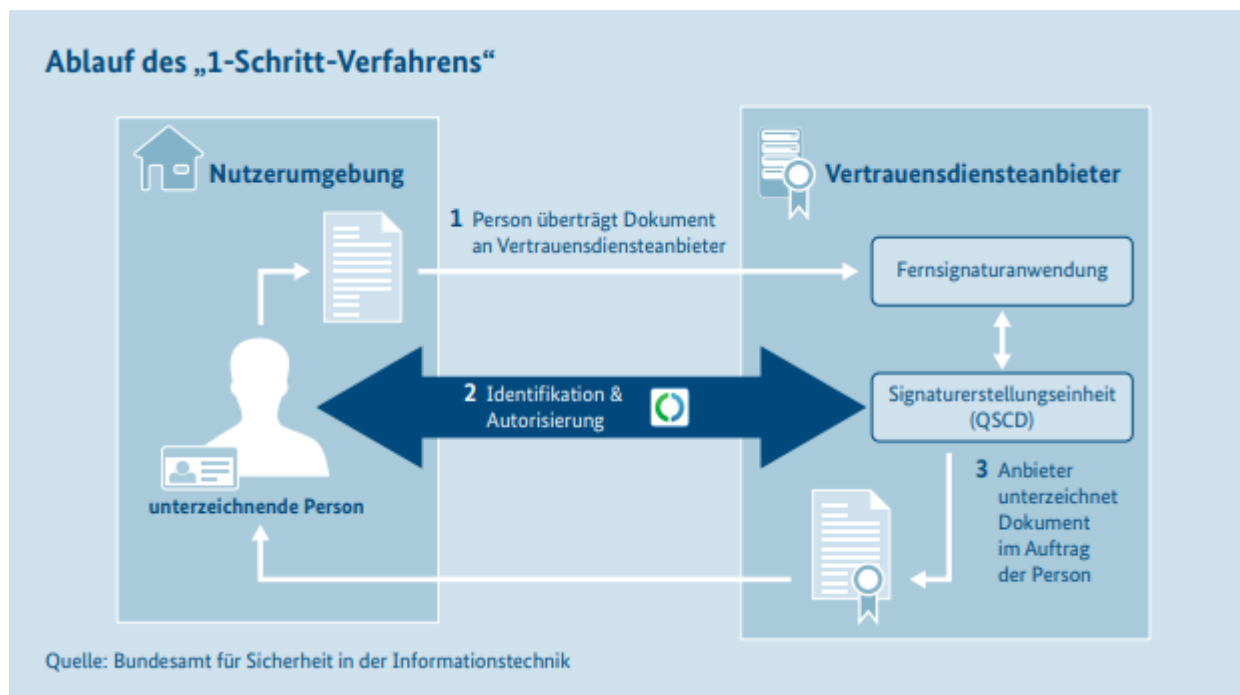 Ablauf des „1-Schritt-Verfahrens“
Nutzerumgebung
Vertrauensdiensteanbieter
1 Person überträgt Dokument
an Vertrauensdiensteanbieter
Fernsignaturanwendung
2 Identifikation &
Autorisierung
Signaturerstellungseinheit
(QSCD)
unterzeichnende Person
3 Anbieter
unterzeichnet
Dokument
im Auftrag
der Person
Quelle: Bundesamt für Sicherheit in der Informationstechnik